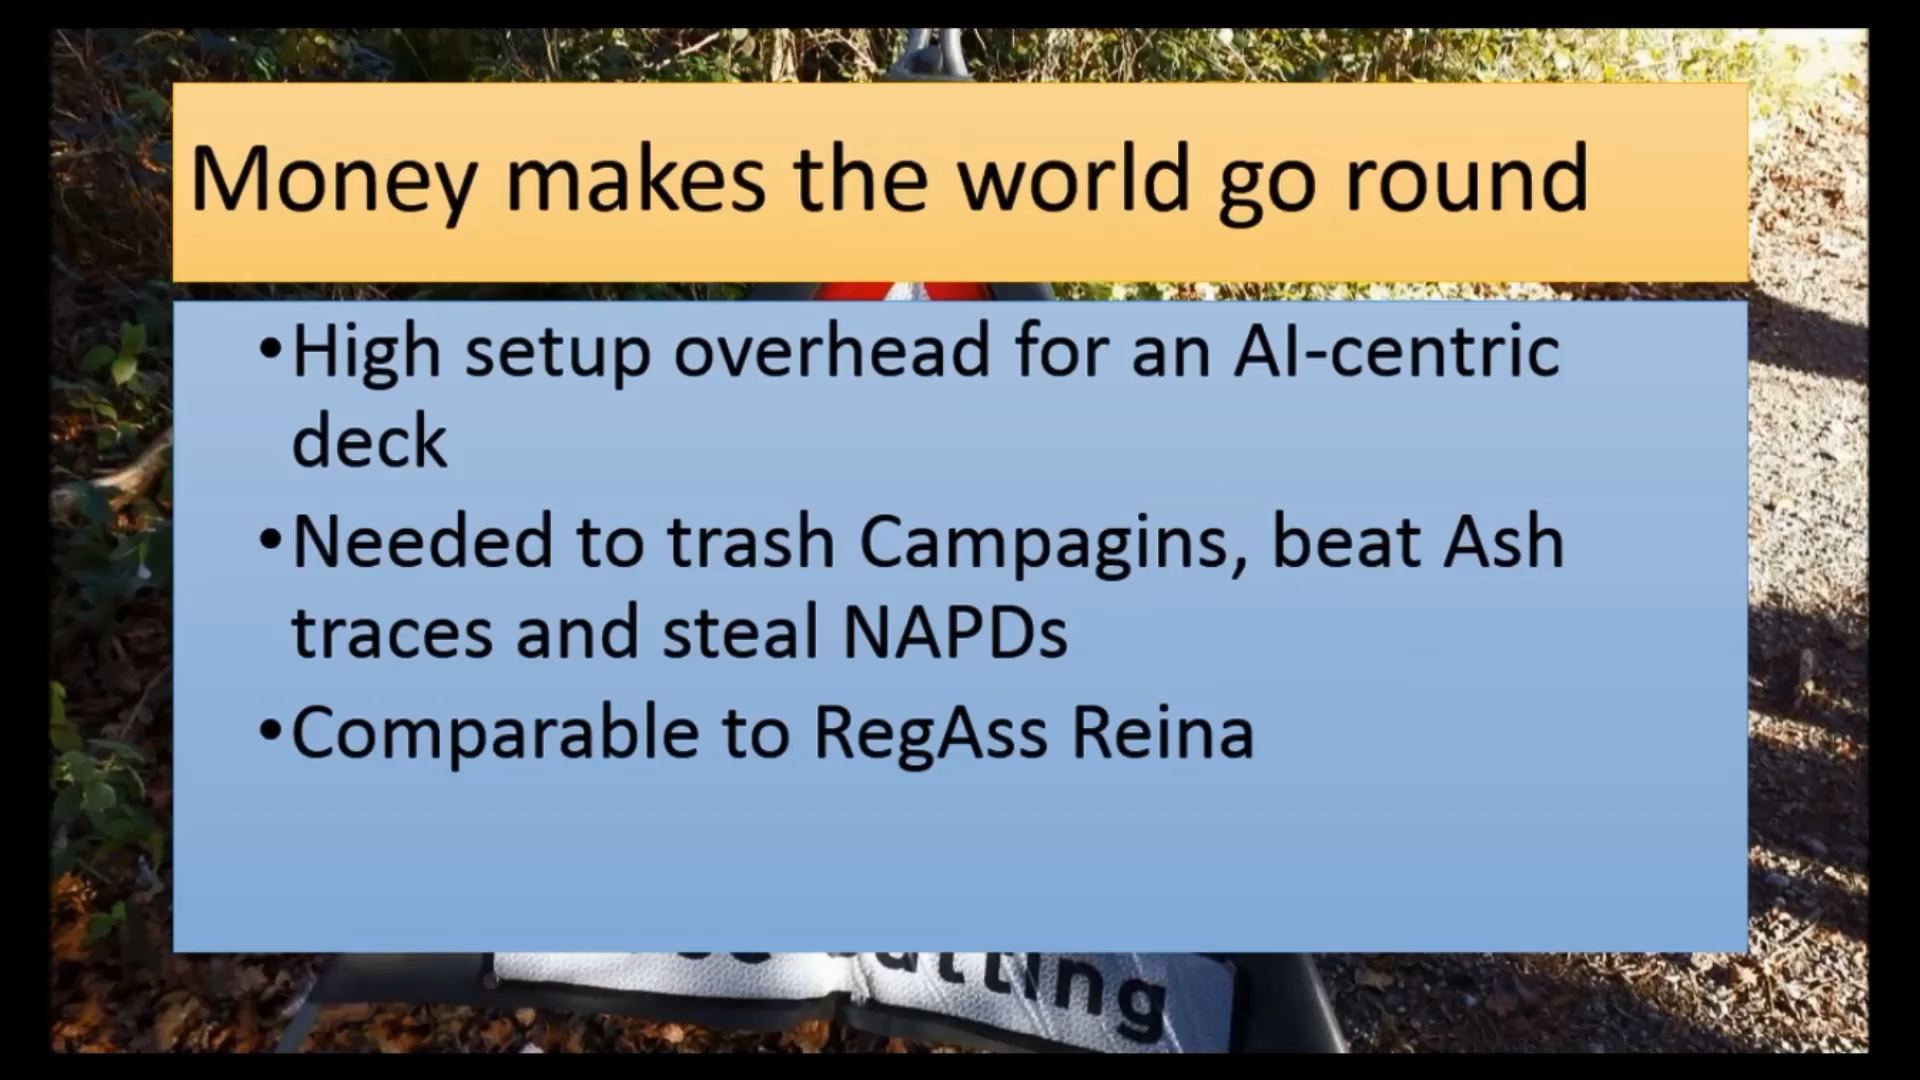 Money makes the world go round
•High setup overhead for an AI-centric
deck
•Needed to trash Campagins, beat Ash
traces and steal NAPDs
•Comparable to RegAss Reina